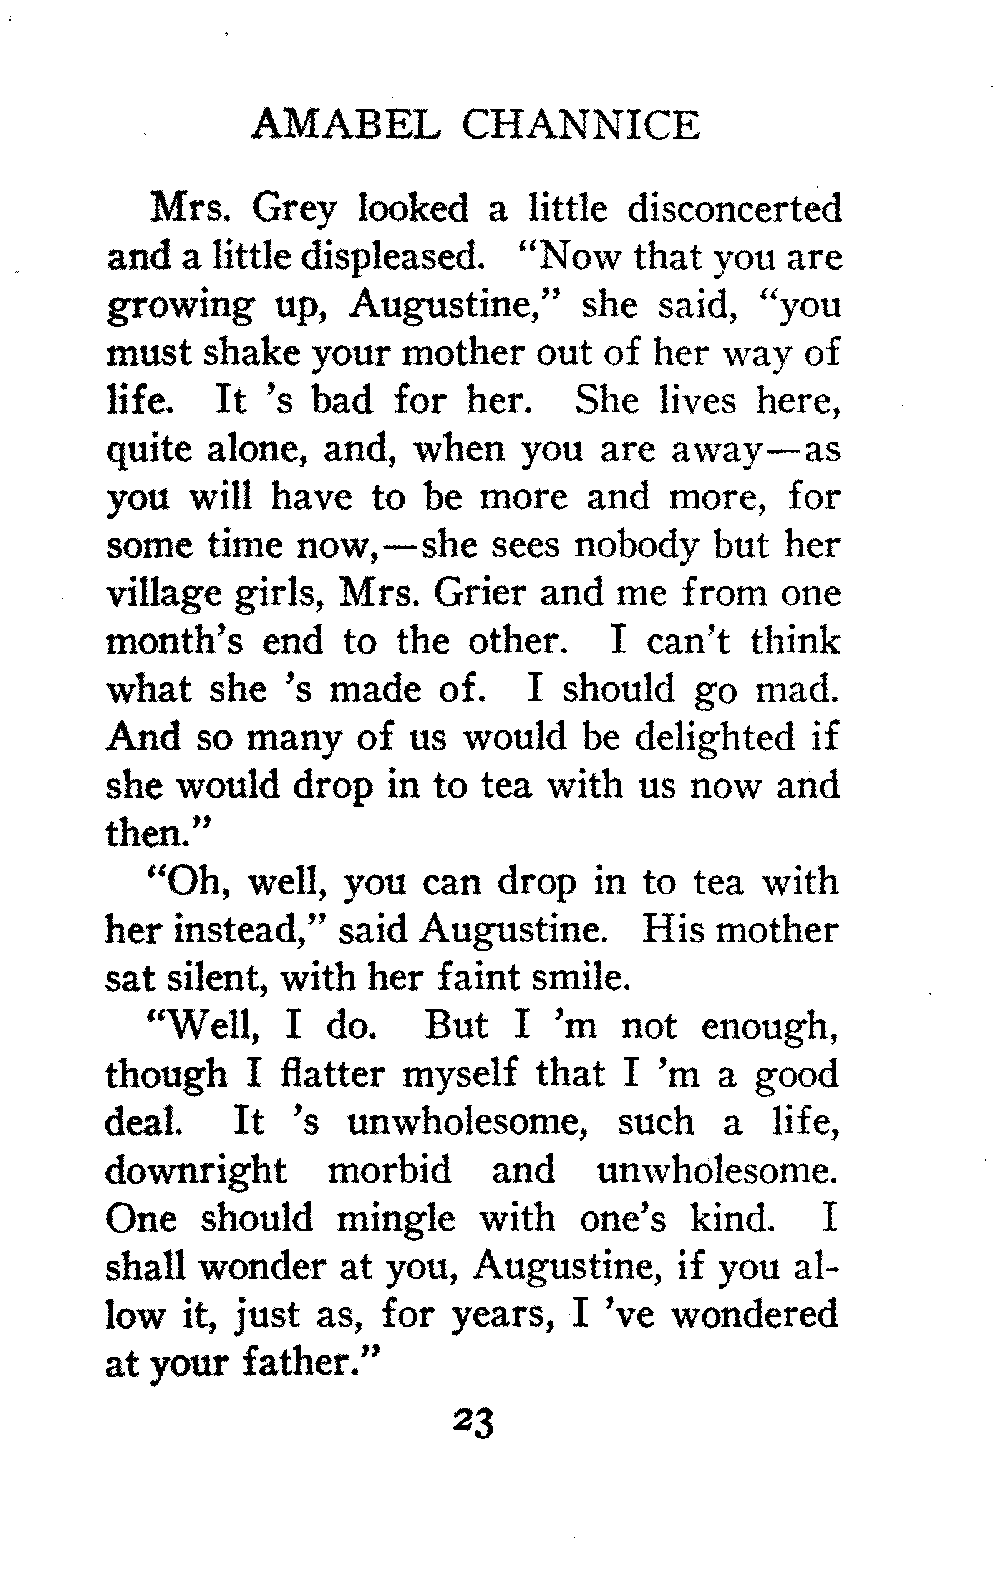 AMABEL CHANNICE
Mrs. Grey looked a little disconcerted
and a little displeased. “Now that you are
growing up, Augustine,” she said, “you
must shake your mother out of her way of
life. It ’s bad for her. She lives here,
quite alone, and, when you are away—as
you will have to be more and more, for
some time now,—she sees nobody but her
village girls, Mrs. Grier and me from one
month’s end to the other. I can’t think
what she ’s made of. I should go mad.
And so many of us would be delighted if
she would drop in to tea with us now and
then.”
“Oh, well, you can drop in to tea with
her instead,” said Augustine. His mother
sat silent, with her faint smile.
“Well, I do. But I ’m not enough,
though I flatter myself that I ’m a good
deal. It ’s unwholesome, such a life,
downright morbid and unwholesome.
One should mingle with one’s kind. I
shall wonder at you, Augustine, if you al-
low it, just as, for years, I ’ve wondered
at your father.”
23